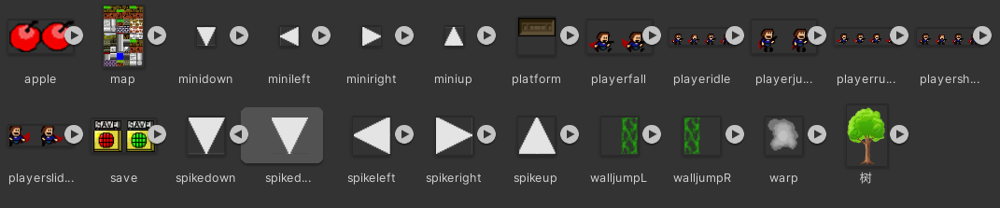 apple map minidown minileft miniright miniup platform playerfall playeridle playerju... playerru... playersh...
SAVE SAVE
playerslid... save spikedown spiked... spikeleft spikeright spikeup walljumpL walljumpR warp 树